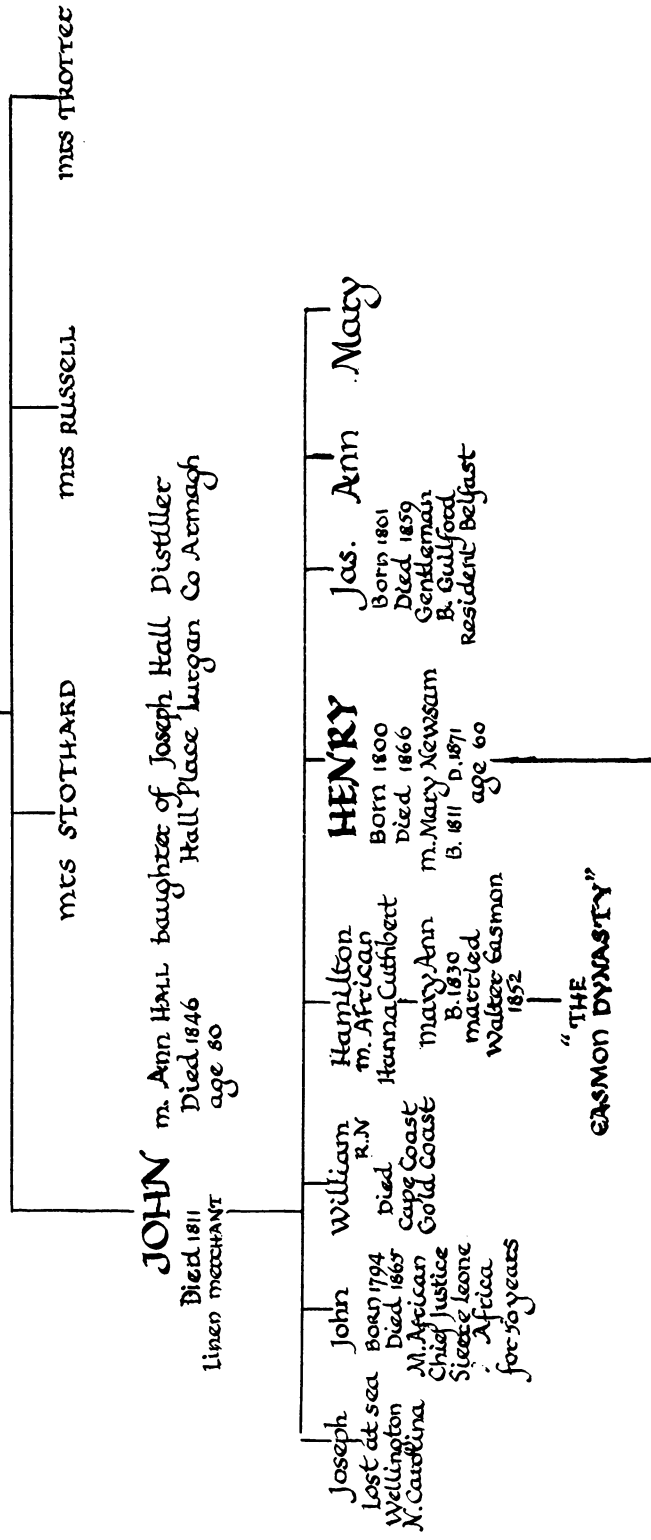 JOHN
Died 1811
Linen merchant
m. Ann HALL daughter of Joseph Hall Distiller
Hall Place Lurgan Co Armagh
Died 1846
age 80
mrs STOTHARD
mrs RUSSELL
mrs TROTTER
Joseph
Lost at sea
Wellington
N. Carolina
John
Born 1794
Died 1865
M. African
Chief Justice
Sierre Leone
Africa
for 50 years
William
R.N
Died
Cape Coast
Gold Coast
Hamilton
m. African
Hanna Cuthbert
Mary Ann
B. 1830
married
Walter Easmon
1852
"THE
EASMON DYNASTY"
HENRY
Born 1800
Died 1866
m. Mary Newsam
B. 1811 D. 1871
age 60
Jas.
Born 1801
Died 1859
Gentleman
B. Guilford
Resident Belfast
Ann
Mary